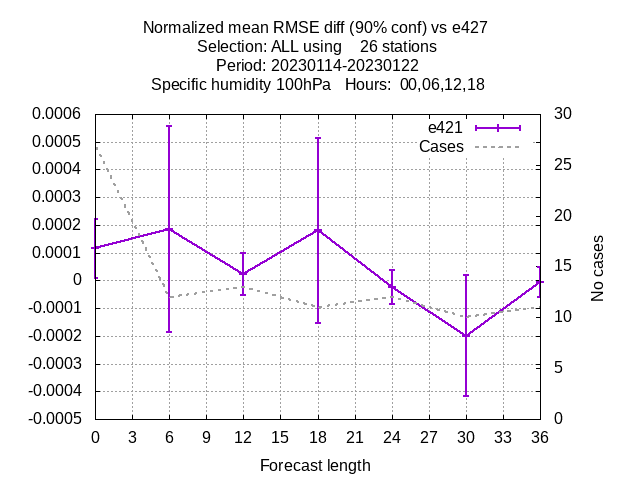 Normalized mean RMSE diff (90% conf) vs e427
Selection: ALL using    26 stations
Period: 20230114-20230122
Specific humidity 100hPa   Hours:  00,06,12,18
0.0006
0.0005
0.0004
0.0003
0.0002
0.0001
0
-0.0001
-0.0002
-0.0003
-0.0004
-0.0005
e421
Cases
30
25
20
15
10
5
0
No cases
0 3 6 9 12 15 18 21 24 27 30 33 36
Forecast length